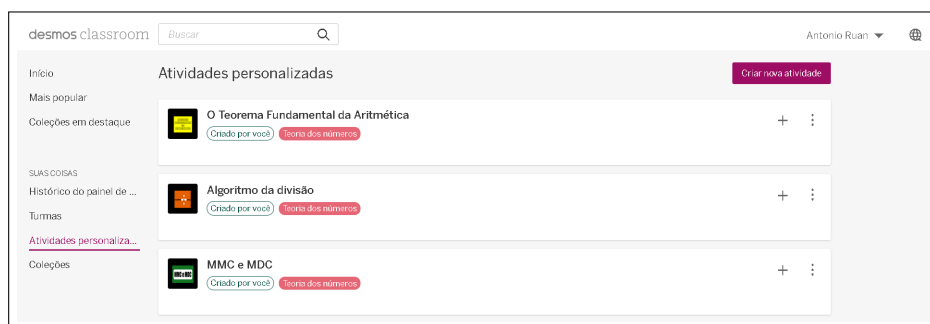 desmos classroom
Buscar
Antonio Ruan
Início
Mais popular
Coleções em destaque
SUAS COISAS
Histórico do painel de ...
Turmas
Atividades personaliza...
Coleções
Atividades personalizadas
Criar nova atividade
O Teorema Fundamental da Aritmética
Criado por você Teoria dos números
Algoritmo da divisão
Criado por você Teoria dos números
MMC e MDC
MMC e MDC
Criado por você Teoria dos números